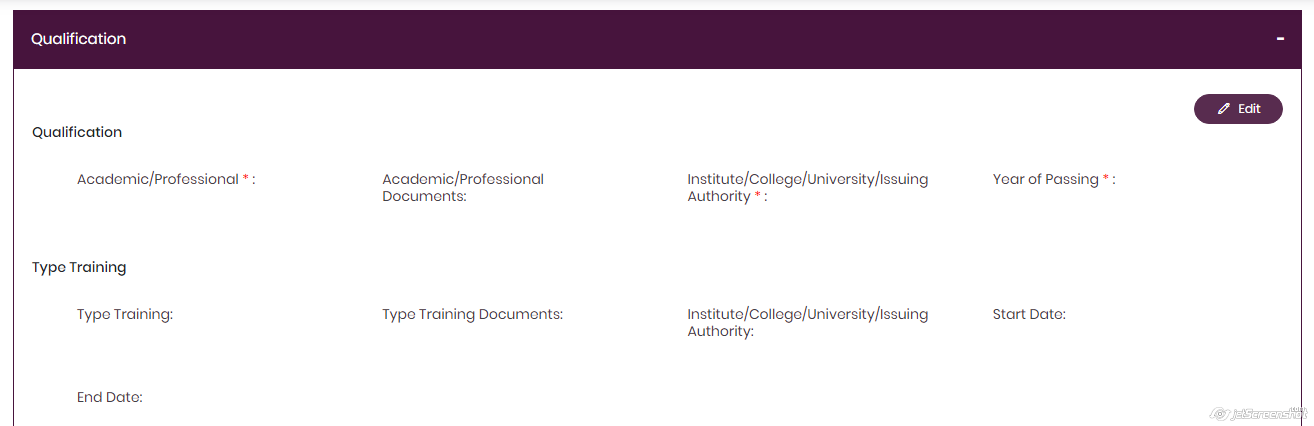 Qualification
-
Edit
Qualification
Academic/Professional * :
Academic/Professional
Documents:
Institute/College/University/Issuing
Authority * :
Year of Passing * :
Type Training
Type Training:
Type Training Documents:
Institute/College/University/Issuing
Authority:
Start Date:
End Date:
jetScreenshot